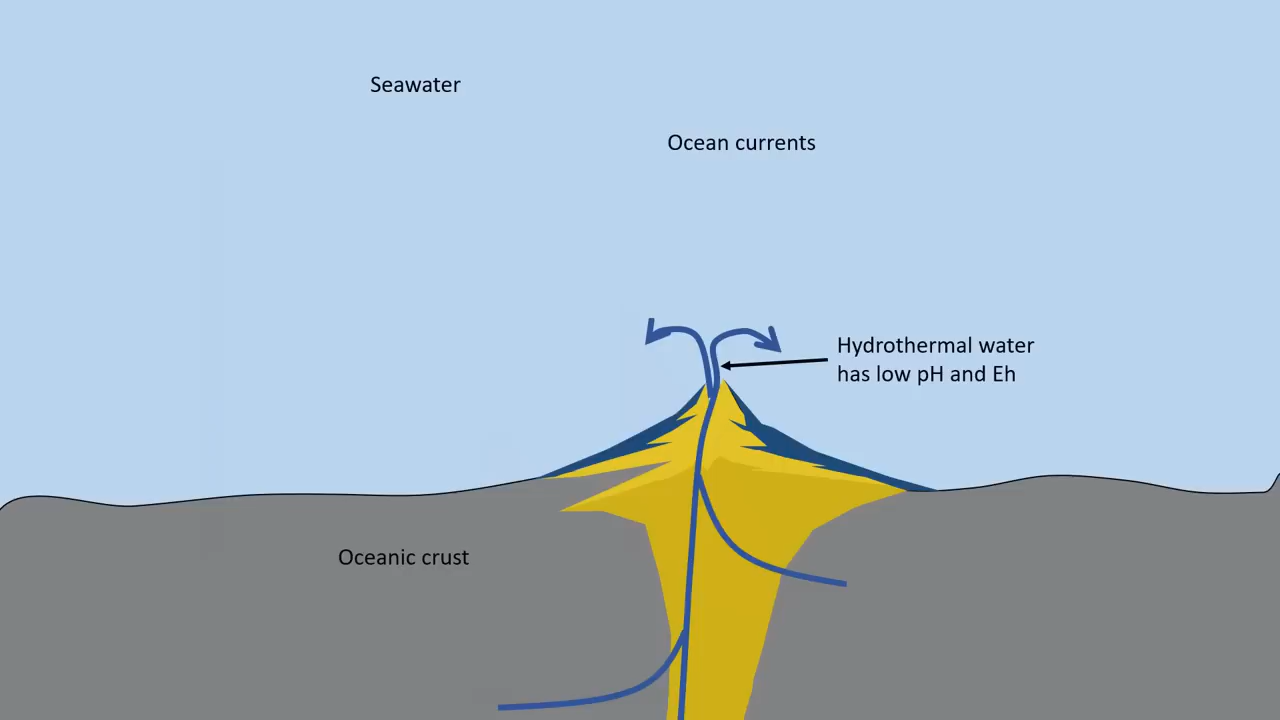 Seawater
Ocean currents
Hydrothermal water
has low pH and Eh
Oceanic crust